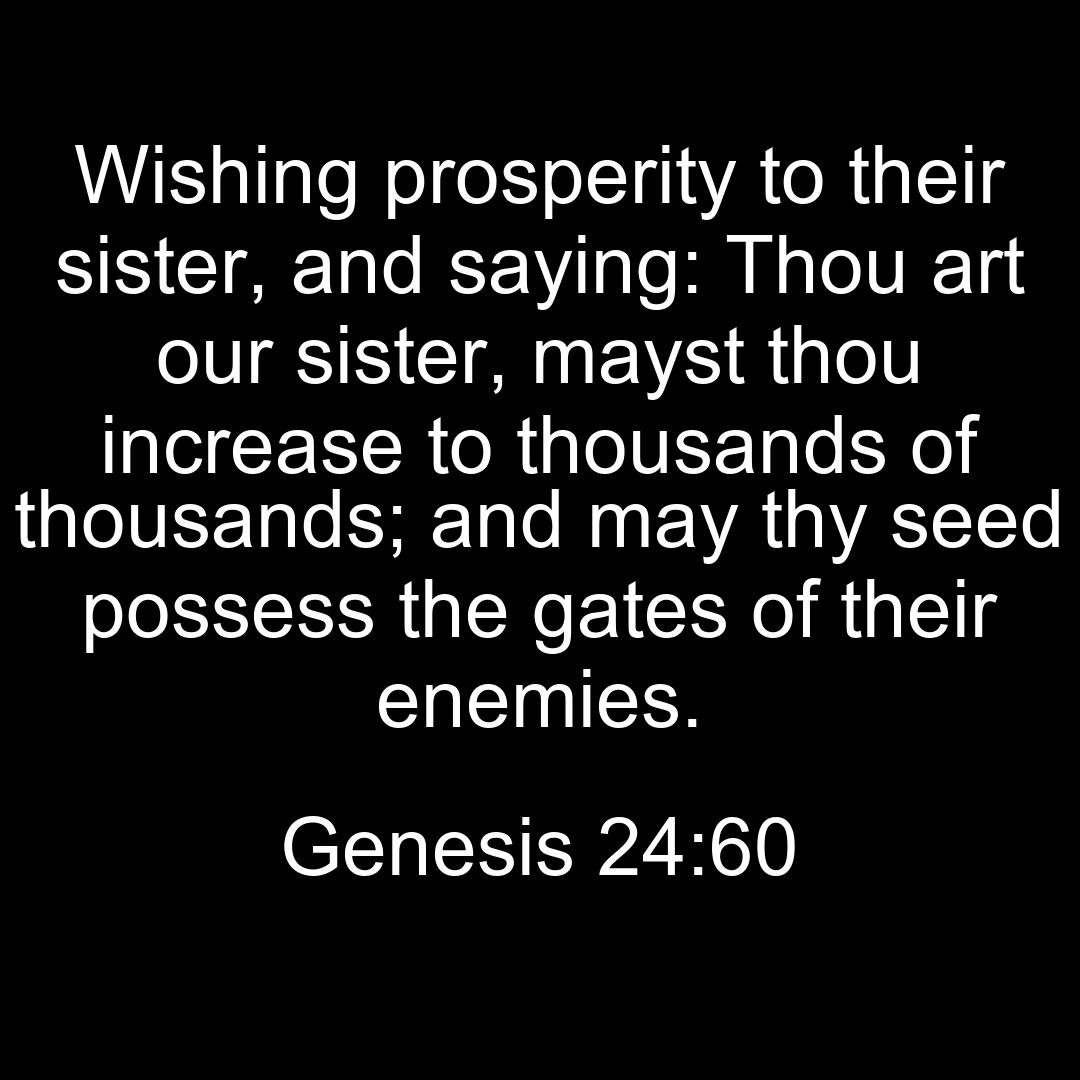 Wishing prosperity to their
sister, and saying: Thou art
our sister, mayst thou
increase to thousands of
thousands; and may thy seed
possess the gates of their
enemies.
Genesis 24:60